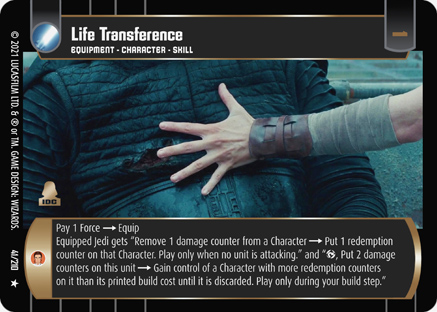 Life Transference
EQUIPMENT - CHARACTER - SKILL
IDC
Pay 1 Force → Equip
Equipped Jedi gets “Remove 1 damage counter from a Character → Put 1 redemption
counter on that Character. Play only when no unit is attacking.” and “, Put 2 damage
counters on this unit → Gain control of a Character with more redemption counters
on it than its printed build cost until it is discarded. Play only during your build step.”
© 2021 LUCASFILM LTD. & ® or TM. GAME DESIGN: WIZARDS.
41/210 ★